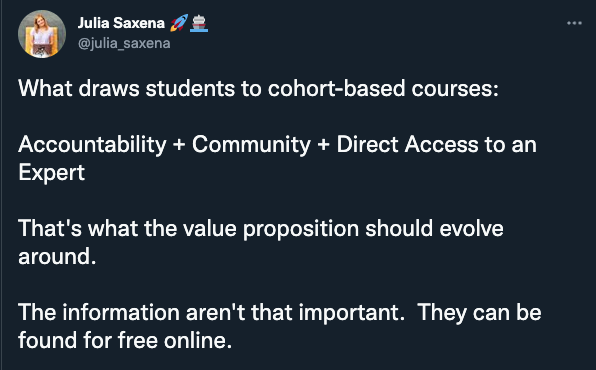 Julia Saxena 🚀🚢
@julia_saxena
What draws students to cohort-based courses:
Accountability + Community + Direct Access to an
Expert
That's what the value proposition should evolve
around.
The information aren't that important.  They can be
found for free online.